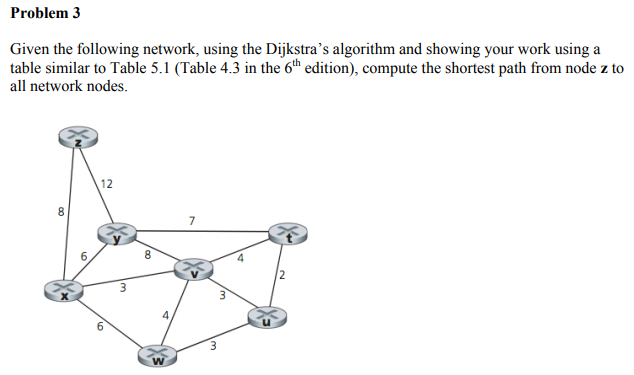 Problem 3
Given the following network, using the Dijkstra's algorithm and showing your work using a
table similar to Table 5.1 (Table 4.3 in the 6th edition), compute the shortest path from node z to
all network nodes.
z
12
8
7
y
t
6
8
4
v
2
x
3
3
4
u
6
3
w